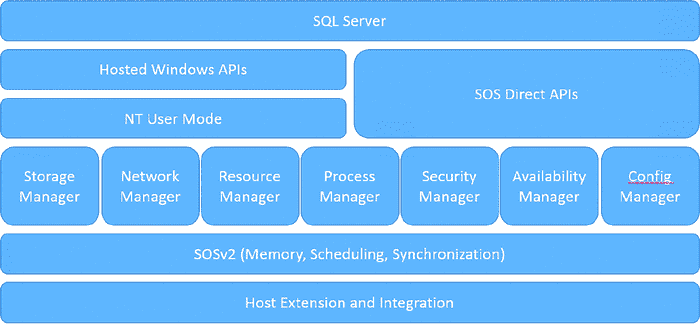 SQL Server
Hosted Windows APIs
SOS Direct APIs
NT User Mode
Storage
Manager
Network
Manager
Resource
Manager
Process
Manager
Security
Manager
Availability
Manager
Config
Manager
SOSv2 (Memory, Scheduling, Synchronization)
Host Extension and Integration